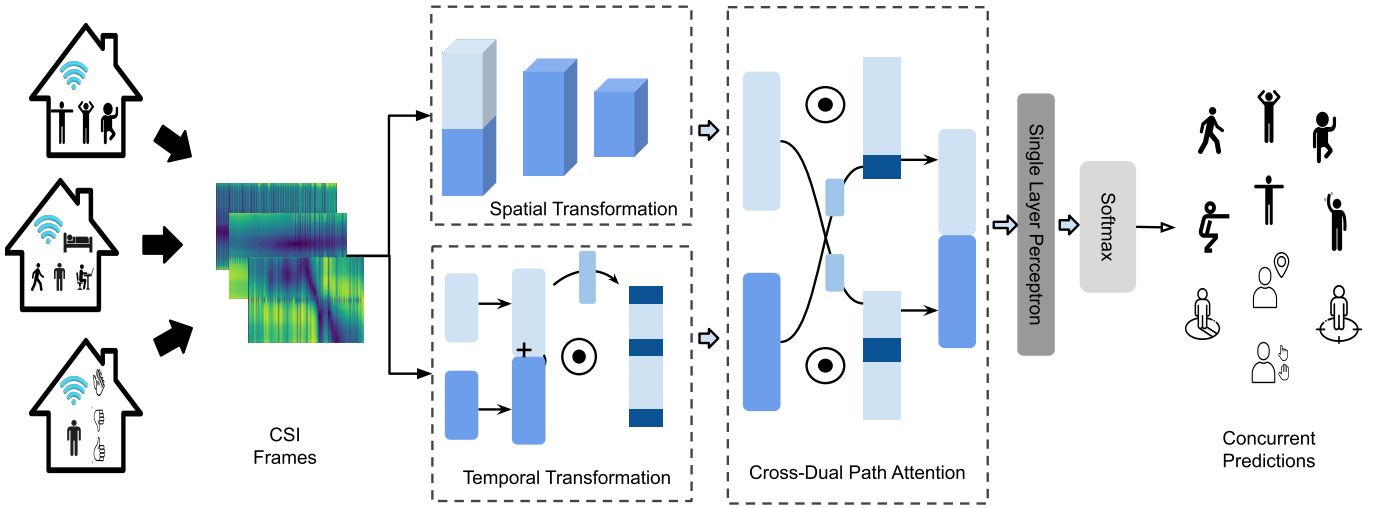 Spatial Transformation
CSI
Frames
+
Temporal Transformation
Cross-Dual Path Attention
Single Layer Perceptron
Softmax
Concurrent
Predictions